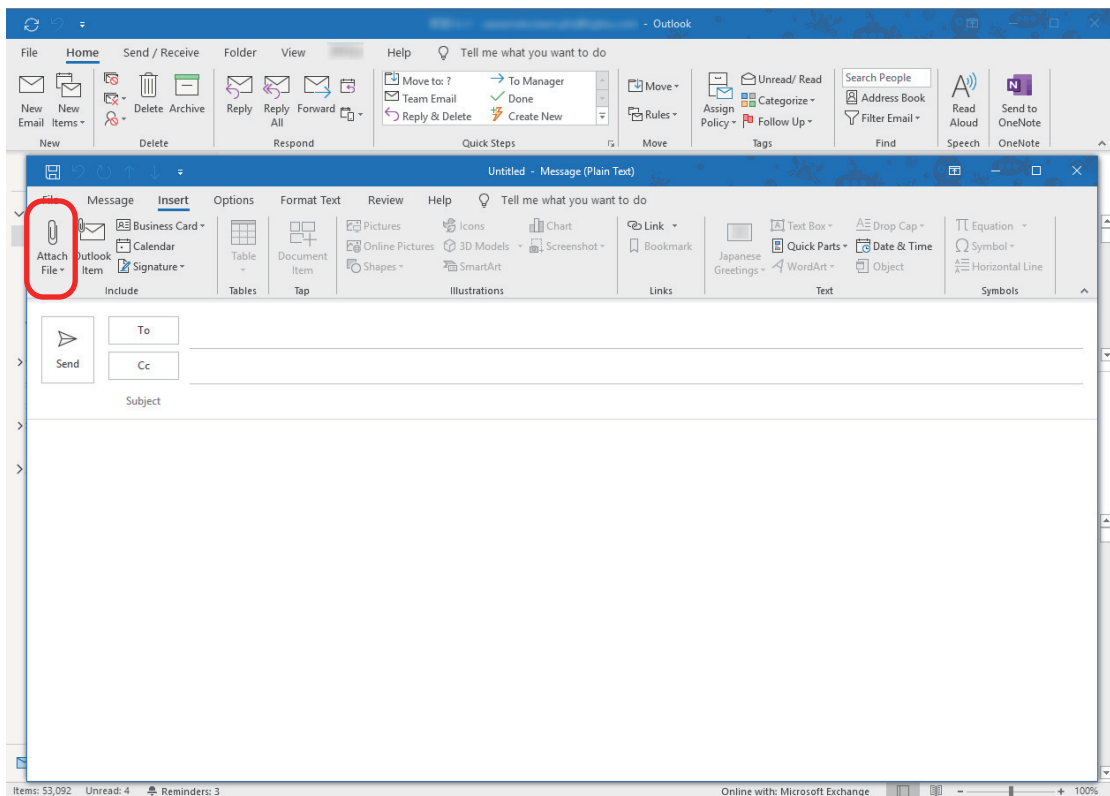 - Outlook
File Home Send / Receive Folder View Help Tell me what you want to do
New Email New Items Delete Archive Reply Reply All Forward Move to: ? To Manager Team Email Done Reply & Delete Create New Move Rules Assign Policy Unread/ Read Categorize Follow Up Search People Address Book Filter Email Read Aloud Send to OneNote
New Delete Respond Quick Steps Move Tags Find Speech OneNote
Untitled - Message (Plain Text)
File Message Insert Options Format Text Review Help Tell me what you want to do
Attach File Outlook Item Business Card Calendar Signature Table Document Item Pictures Online Pictures Shapes Icons 3D Models SmartArt Chart Screenshot Link Bookmark Japanese Greetings Text Box Quick Parts WordArt Drop Cap Date & Time Object Equation Symbol Horizontal Line
Include Tables Tap Illustrations Links Text Symbols
Send
To
Cc
Subject
Items: 53,092 Unread: 4 Reminders: 3 Online with: Microsoft Exchange 100%